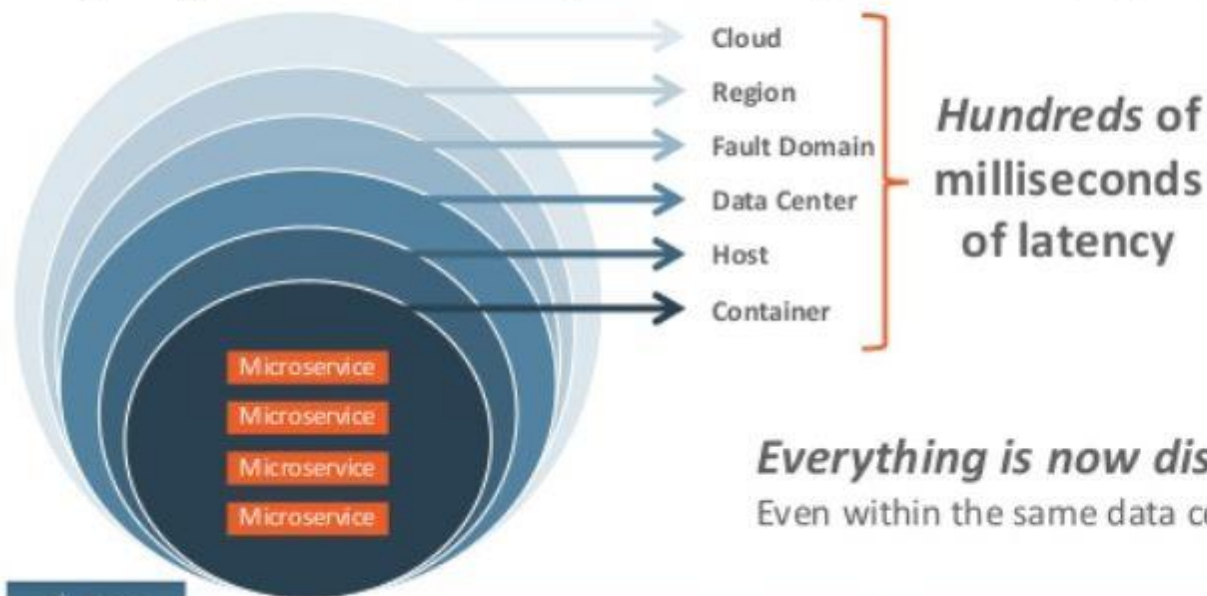 Cloud
Region
Fault Domain
Data Center
Host
Container
Hundreds of
milliseconds
of latency
Microservice
Microservice
Microservice
Microservice
Everything is now
Even within the same data